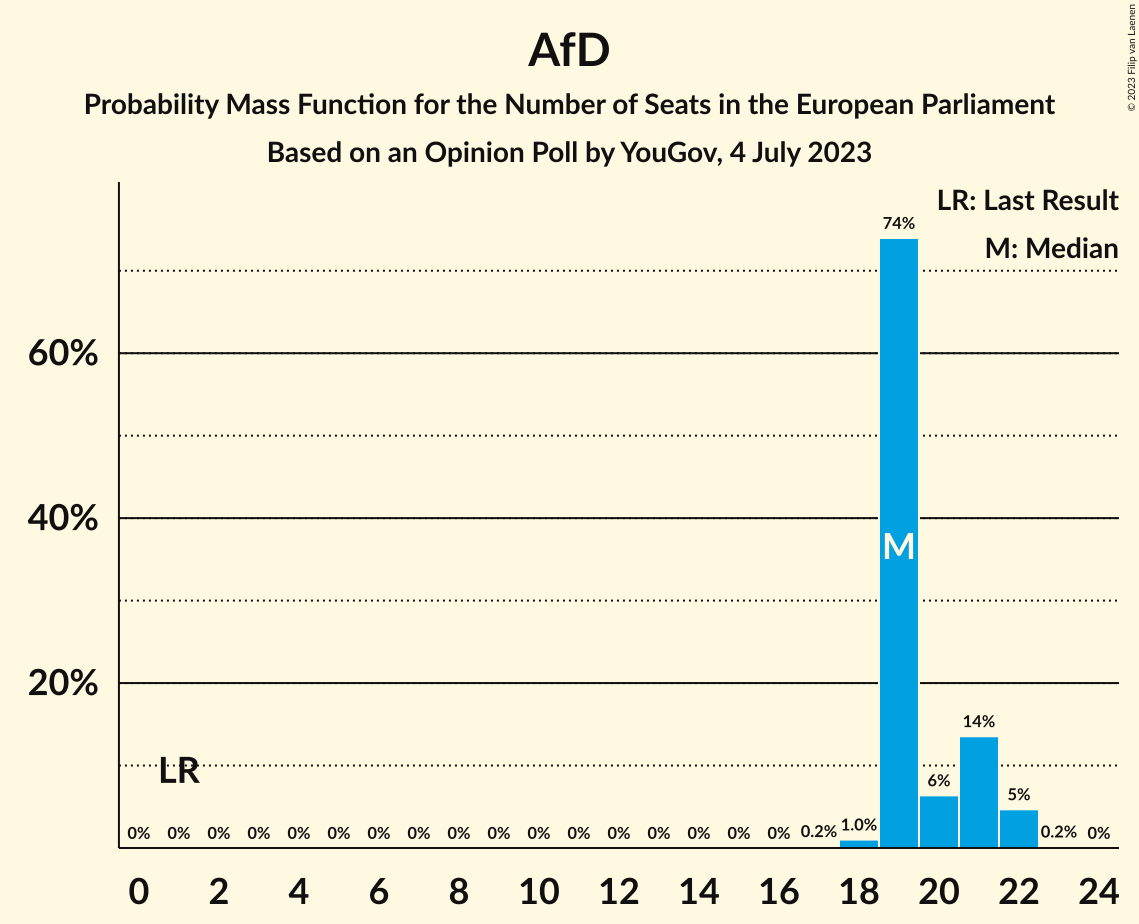 AfD
Probability Mass Function for the Number of Seats in the European Parliament
Based on an Opinion Poll by YouGov, 4 July 2023
© 2023 Filip van Laenen
LR: Last Result
M: Median
74%
60%
40%
M
20%
14%
LR
6%
5%
0% 0% 0% 0% 0% 0% 0% 0% 0% 0% 0% 0% 0% 0% 0% 0% 0% 0.2% 1.0% 0.2% 0%
0 2 4 6 8 10 12 14 16 18 20 22 24